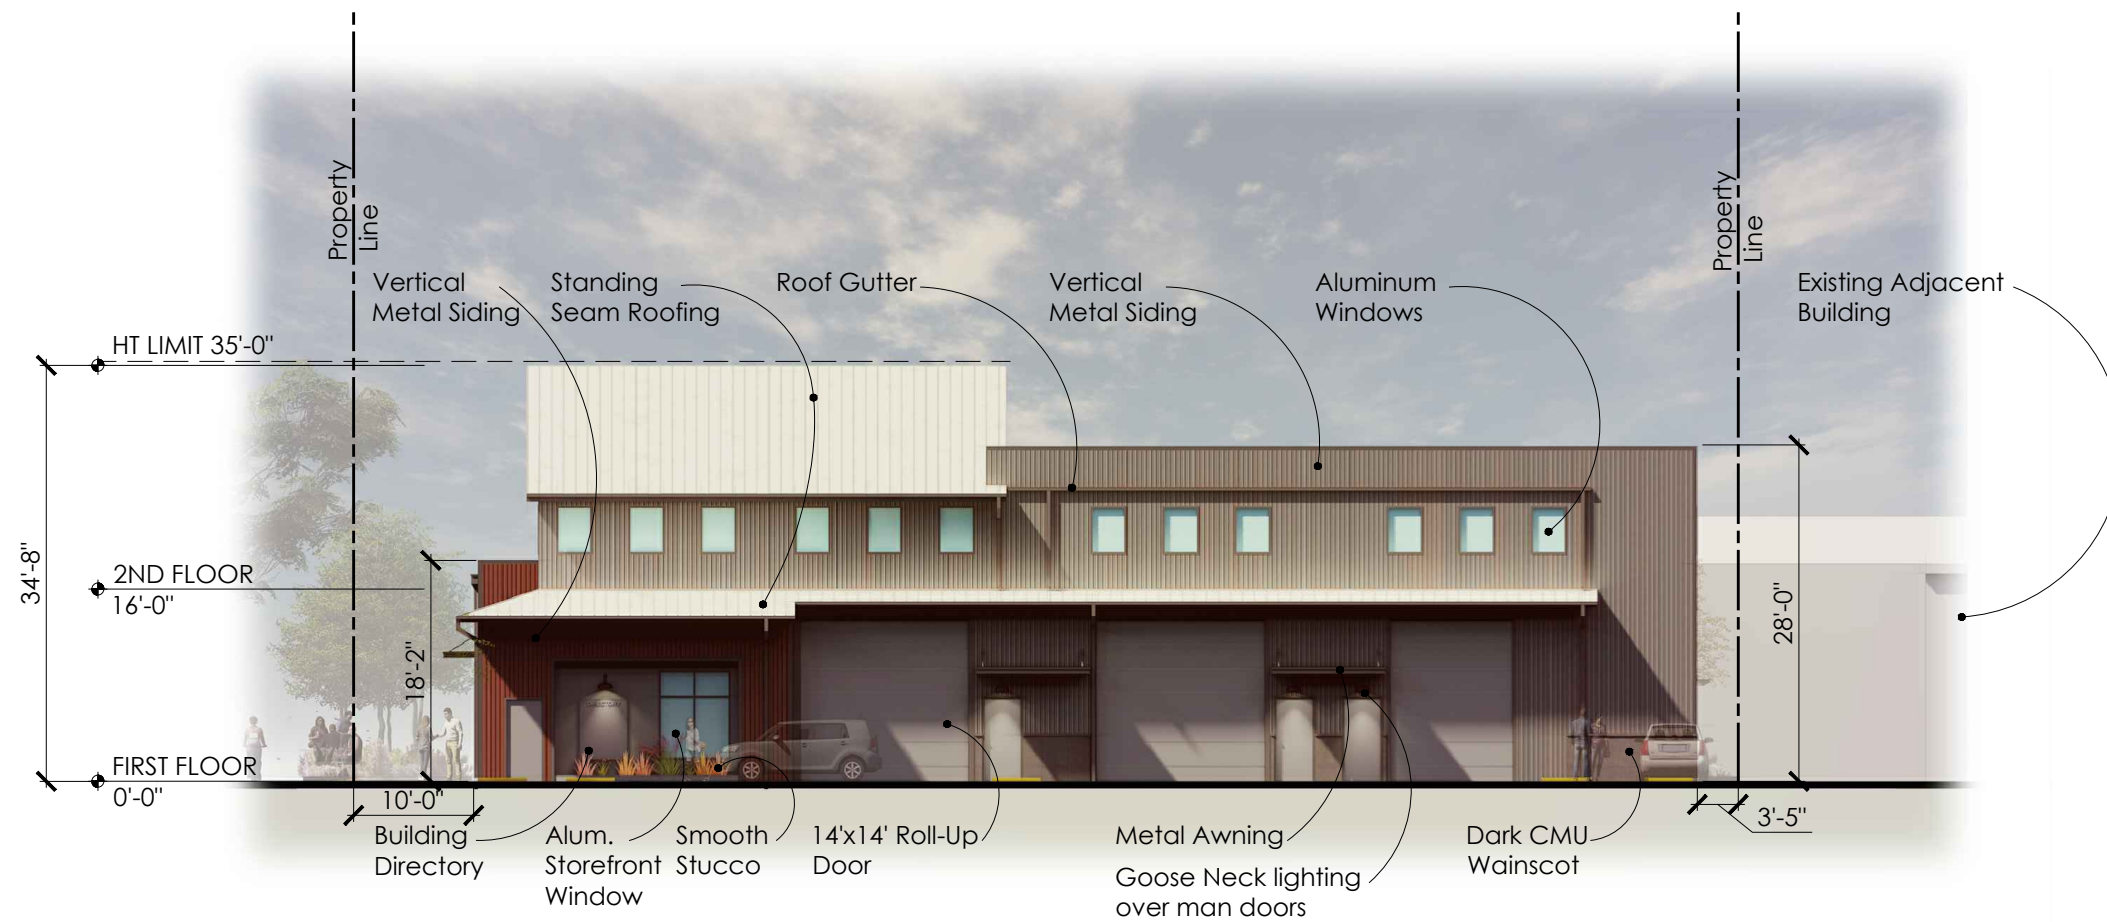 Property
Line
Property
Line
Vertical
Metal Siding
Standing
Seam Roofing
Roof Gutter
Vertical
Metal Siding
Aluminum
Windows
Existing Adjacent
Building
HT LIMIT 35'-0"
34'-8"
2ND FLOOR
16'-0"
18'-2"
28'-0"
DIRECTORY
FIRST FLOOR
0'-0"
10'-0"
3'-5"
Building
Directory
Alum.
Storefront
Window
Smooth
Stucco
14'x14' Roll-Up
Door
Metal Awning
Goose Neck lighting
over man doors
Dark CMU
Wainscot